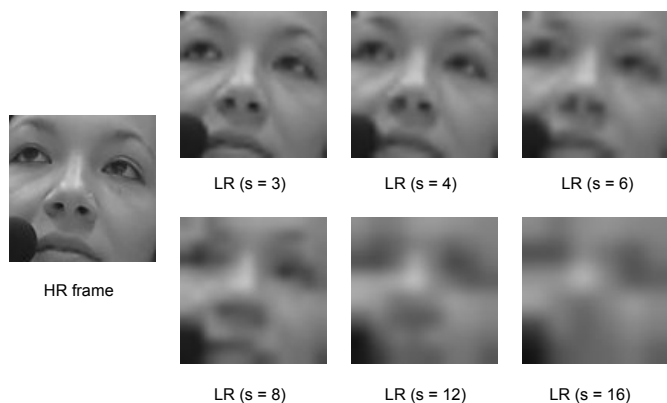 LR (s = 3)
LR (s = 4)
LR (s = 6)
HR frame
LR (s = 8)
LR (s = 12)
LR (s = 16)